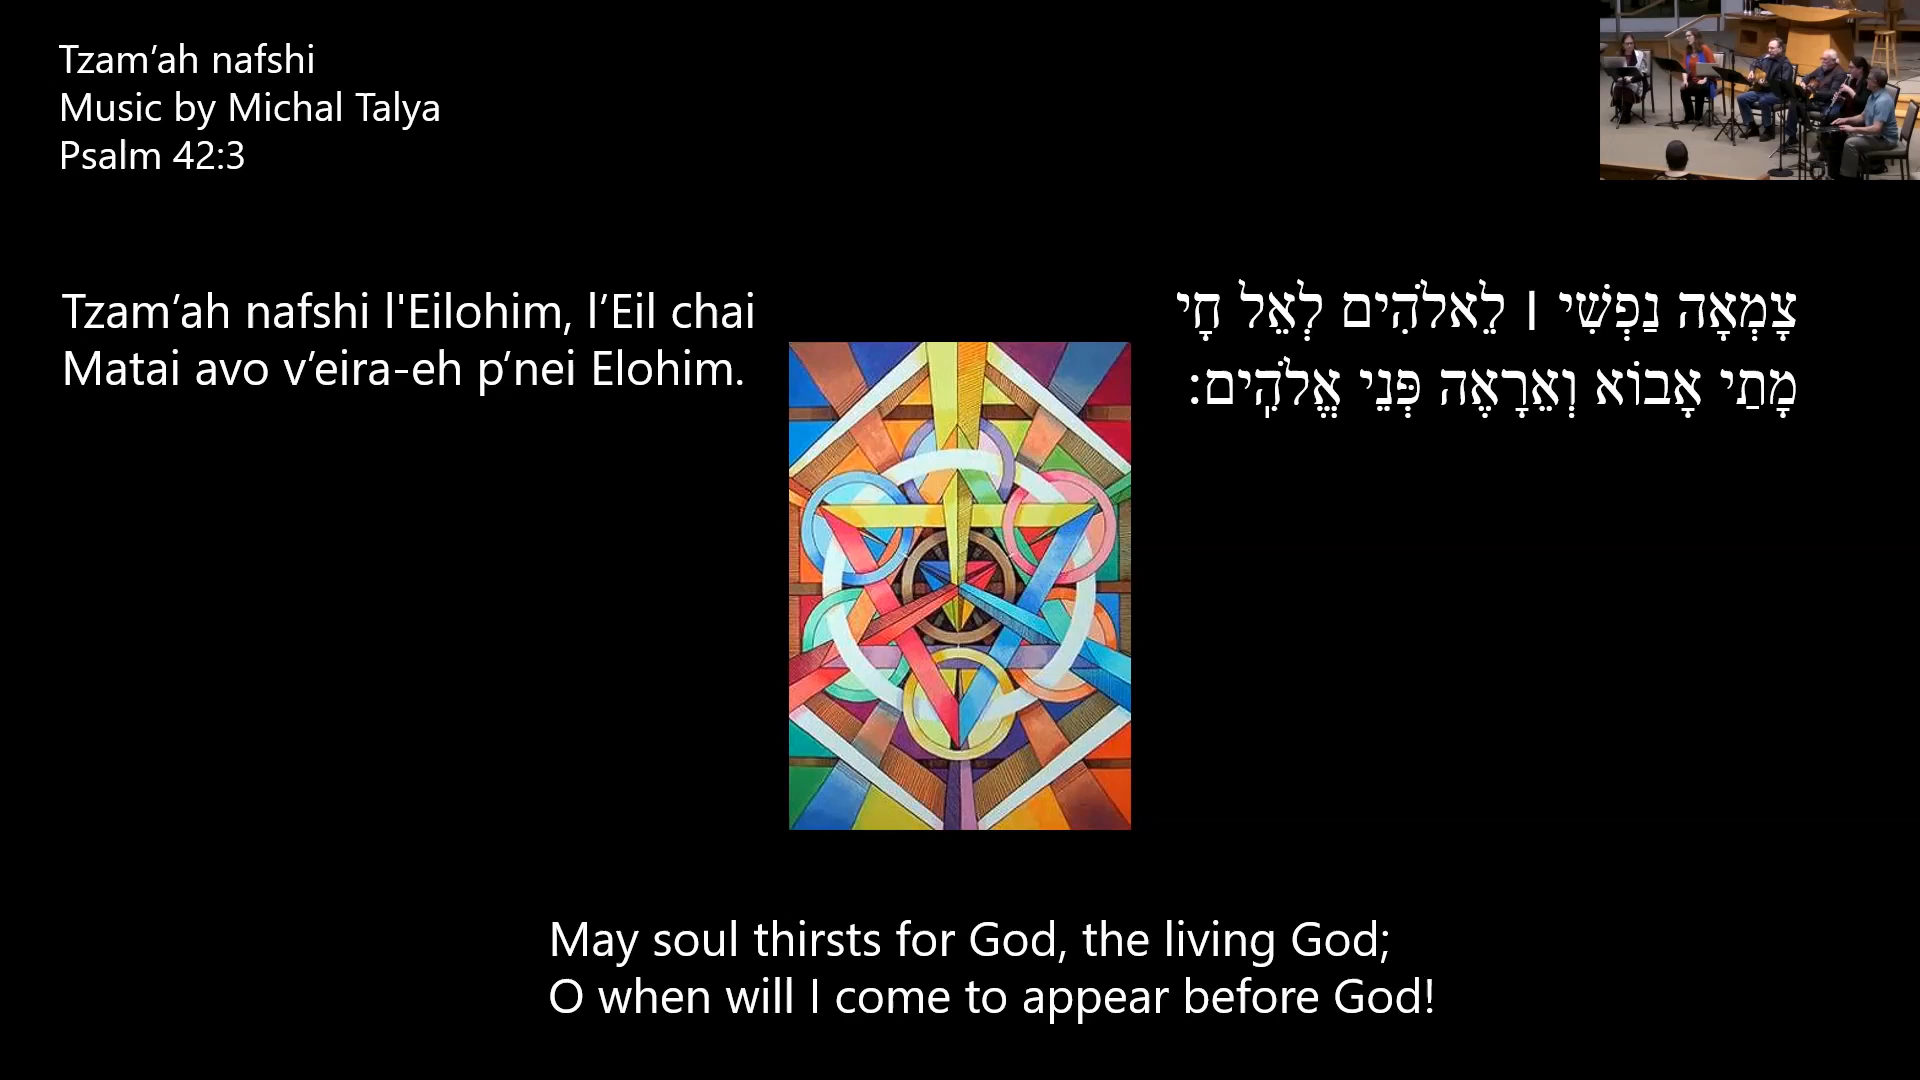 Tzam’ah nafshi
Music by Michal Talya
Psalm 42:3
Tzam’ah nafshi l'Eilohim, l’Eil chai
Matai avo v’eira-eh p’nei Elohim.
צָמְאָה נַפְשִׁי ׀ לֵאלֹהִים לְאֵל חָי
מָתַי אָבוֹא וְאֵרָאֶה פְּנֵי אֱלֹהִֽים׃
May soul thirsts for God, the living God;
O when will I come to appear before God!